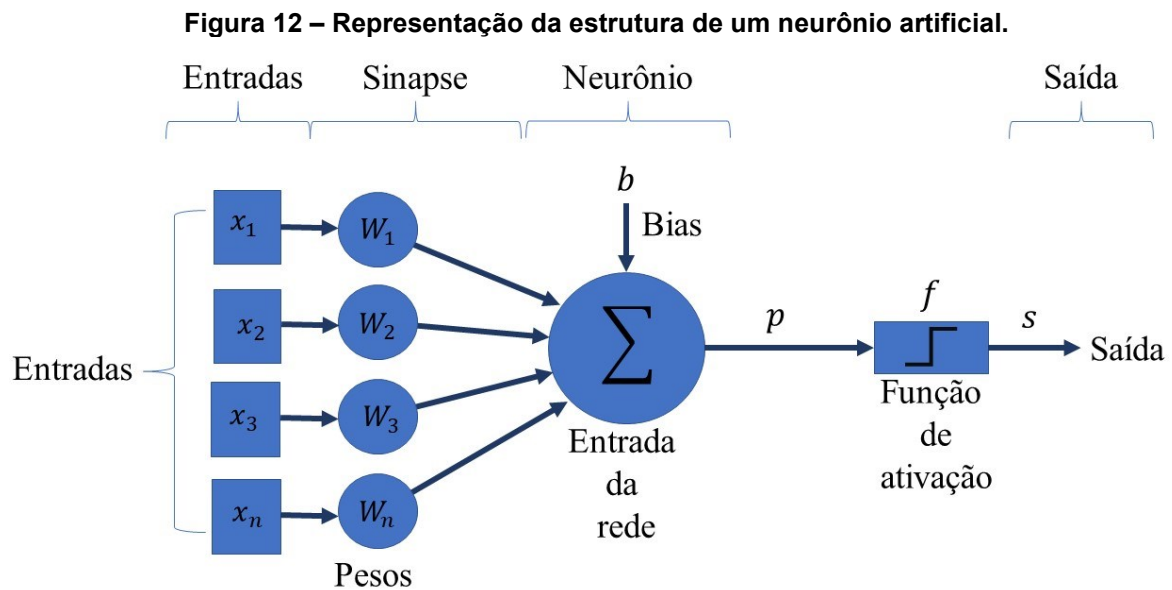 Figura 12 – Representação da estrutura de um neurônio artificial.
Entradas
Sinapse
Neurônio
Saída
b
Bias
x₁
W₁
x₂
W₂
Entradas
x₃
W₃
xₙ
Wₙ
Pesos
∑
Entrada
da
rede
p
f
Função
de
ativação
s
Saída